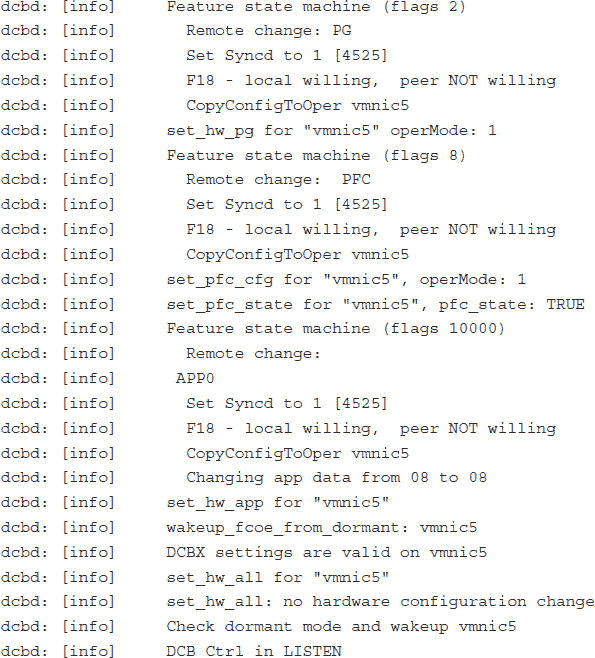 dcbd: [info]     Feature state machine (flags 2)
dcbd: [info]       Remote change: PG
dcbd: [info]       Set Syncd to 1 [4525]
dcbd: [info]       F18 - local willing,  peer NOT willing
dcbd: [info]       CopyConfigToOper vmnic5
dcbd: [info]     set_hw_pg for "vmnic5" operMode: 1
dcbd: [info]     Feature state machine (flags 8)
dcbd: [info]       Remote change:  PFC
dcbd: [info]       Set Syncd to 1 [4525]
dcbd: [info]       F18 - local willing,  peer NOT willing
dcbd: [info]       CopyConfigToOper vmnic5
dcbd: [info]     set_pfc_cfg for "vmnic5", operMode: 1
dcbd: [info]     set_pfc_state for "vmnic5", pfc_state: TRUE
dcbd: [info]     Feature state machine (flags 10000)
dcbd: [info]       Remote change:
dcbd: [info]      APP0
dcbd: [info]       Set Syncd to 1 [4525]
dcbd: [info]       F18 - local willing,  peer NOT willing
dcbd: [info]       CopyConfigToOper vmnic5
dcbd: [info]       Changing app data from 08 to 08
dcbd: [info]     set_hw_app for "vmnic5"
dcbd: [info]     wakeup_fcoe_from_dormant: vmnic5
dcbd: [info]     DCBX settings are valid on vmnic5
dcbd: [info]     set_hw_all for "vmnic5"
dcbd: [info]     set_hw_all: no hardware configuration change
dcbd: [info]     Check dormant mode and wakeup vmnic5
dcbd: [info]     DCB Ctrl in LISTEN